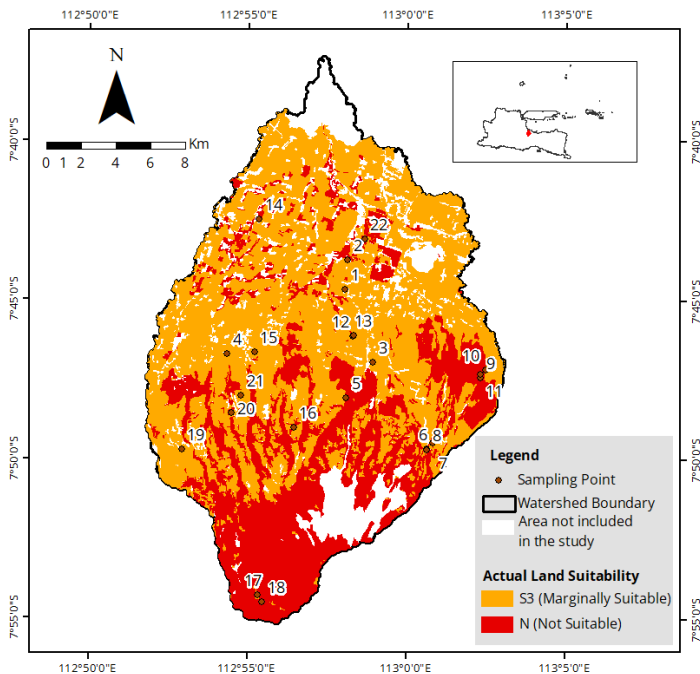 112°50'0"E 112°55'0"E 113°0'0"E 113°5'0"E
N
Km
0 1 2 4 6 8
7°40'0"S 7°40'0"S
14
22
2
1
7°45'0"S 7°45'0"S
12 13
4 15 3
10 9
21 5 11
20 16
19 6 8
7
7°50'0"S 7°50'0"S
Legend
Sampling Point
Watershed Boundary
Area not included
in the study
Actual Land Suitability
S3 (Marginally Suitable)
N (Not Suitable)
17 18
7°55'0"S 7°55'0"S
112°50'0"E 112°55'0"E 113°0'0"E 113°5'0"E